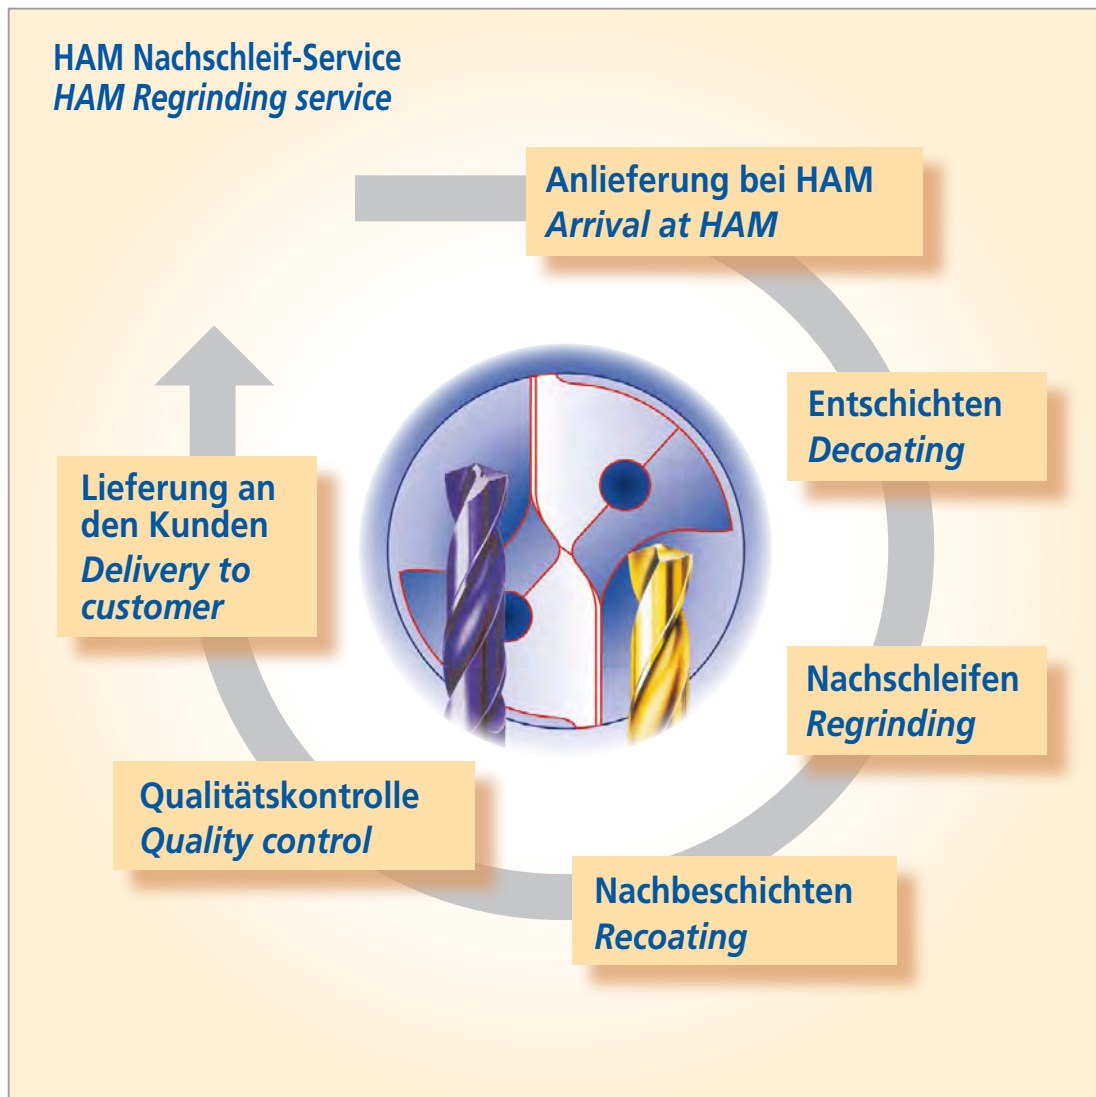 HAM Nachschleif-Service
HAM Regrinding service
Anlieferung bei HAM
Arrival at HAM
Entschichten
Decoating
Nachschleifen
Regrinding
Nachbeschichten
Recoating
Qualitätskontrolle
Quality control
Lieferung an
den Kunden
Delivery to
customer